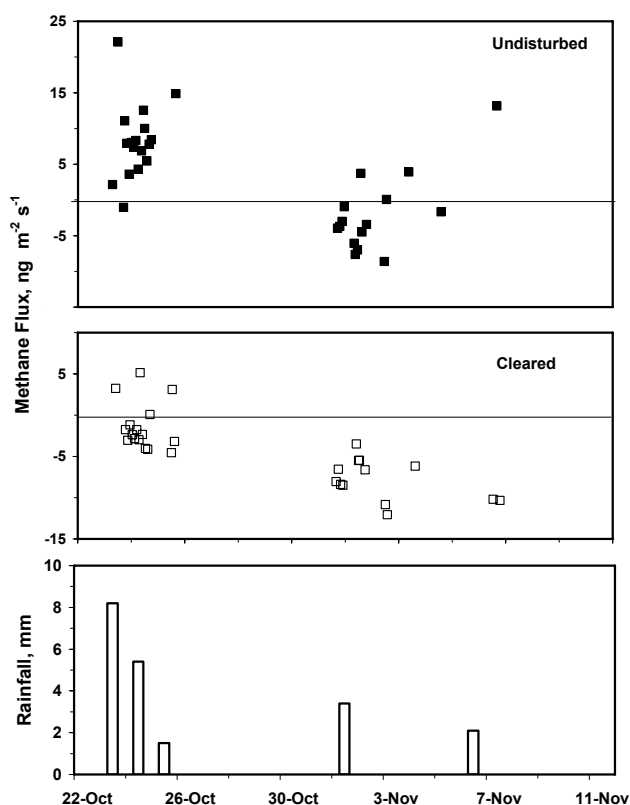 25
Undisturbed
15
5
-5
Methane Flux, ng m⁻² s⁻¹
Cleared
5
-5
-15
10
8
6
4
2
0
Rainfall, mm
22-Oct 26-Oct 30-Oct 3-Nov 7-Nov 11-Nov